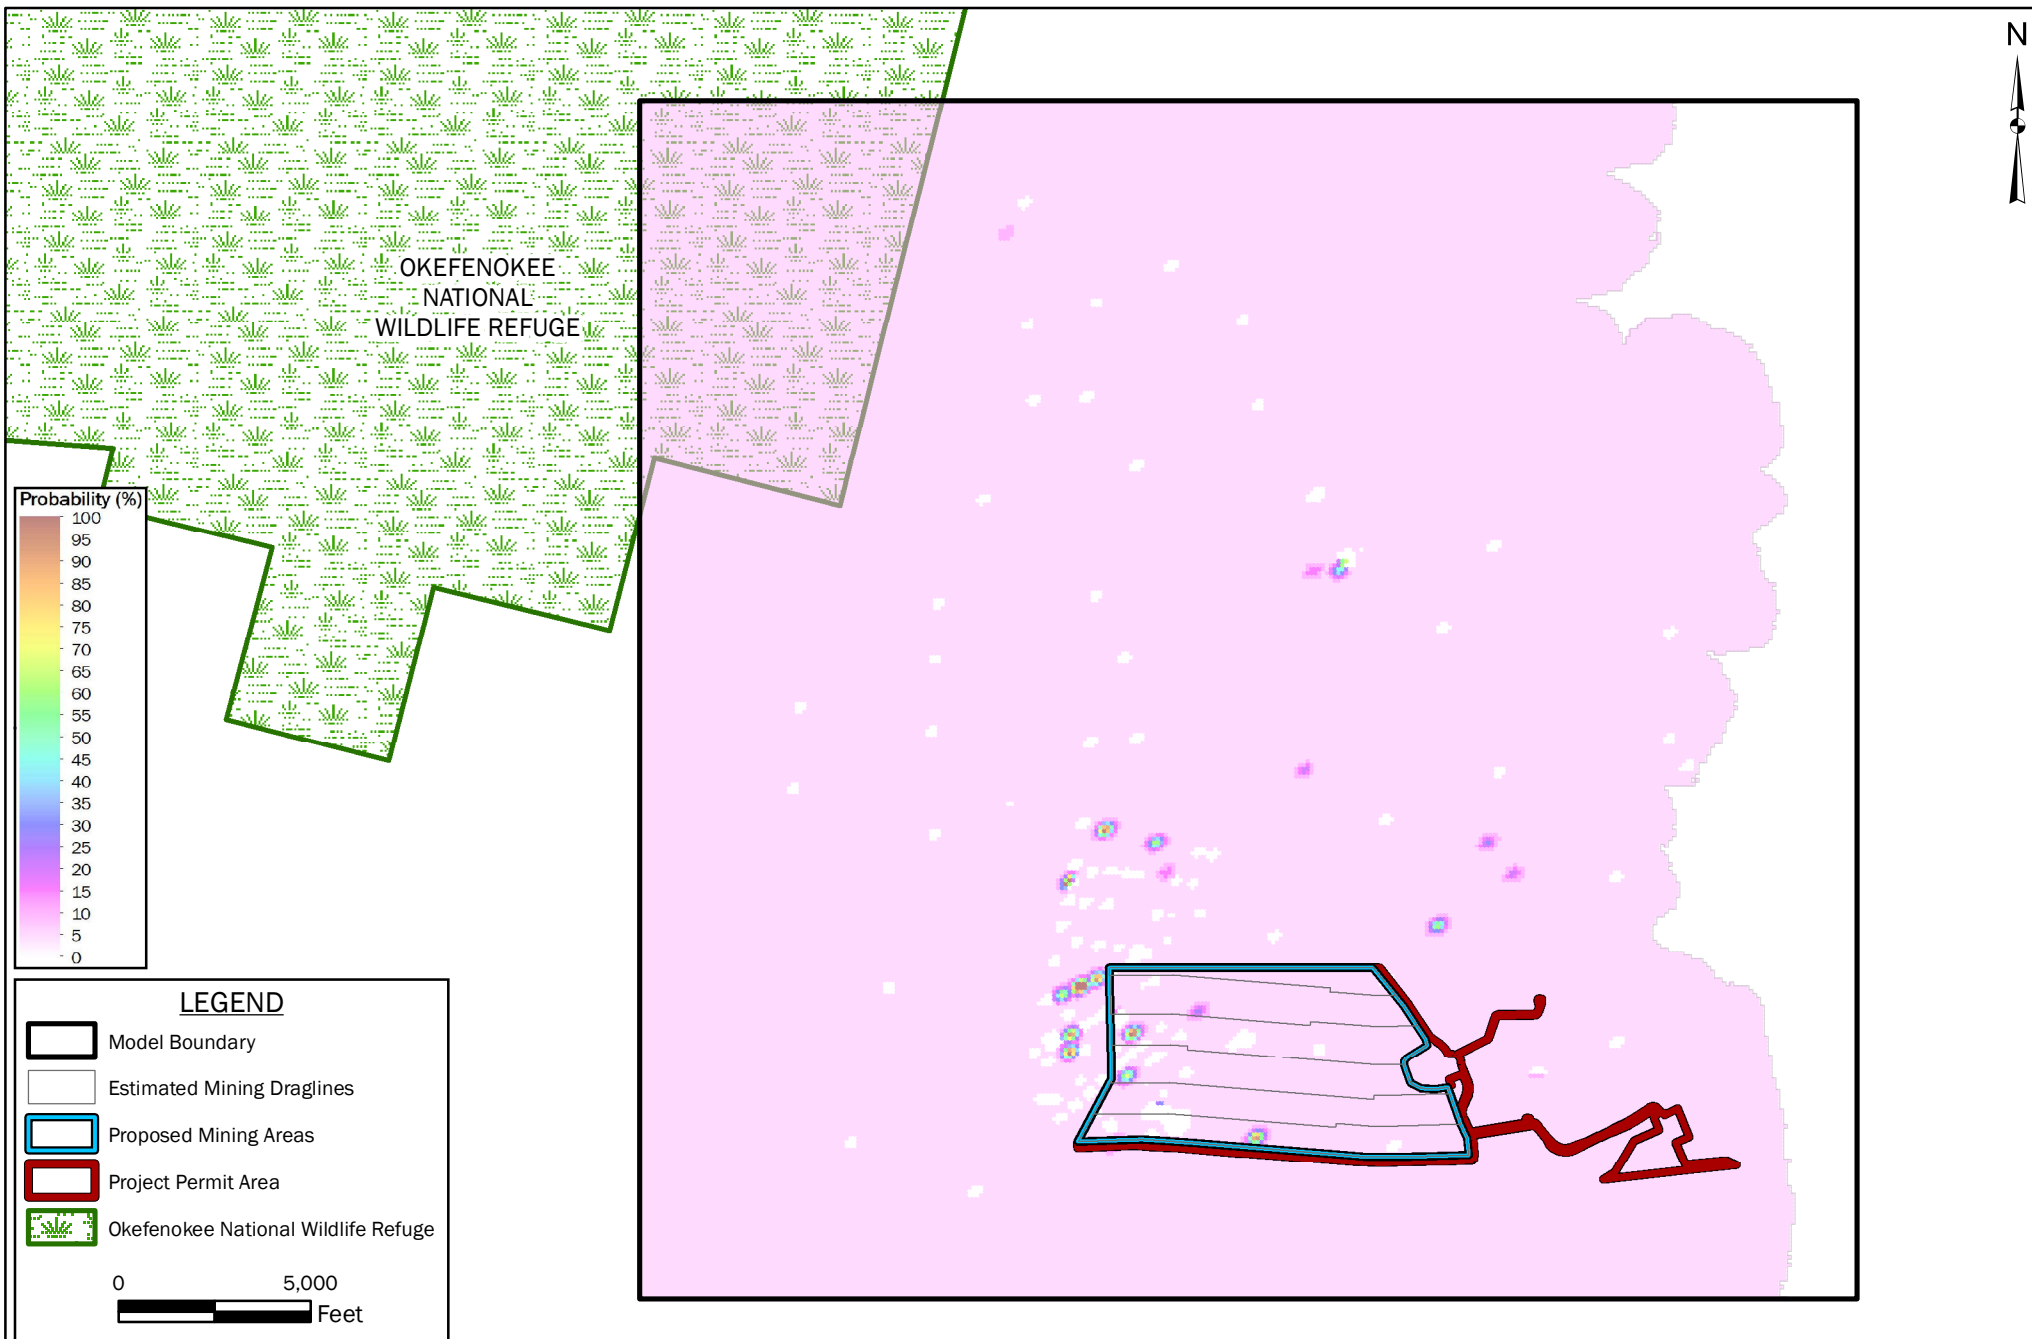 N
OKEFENOKEE
NATIONAL
WILDLIFE REFUGE
Probability (%)
100
95
90
85
80
75
70
65
60
55
50
45
40
35
30
25
20
15
10
5
0
LEGEND
Model Boundary
Estimated Mining Draglines
Proposed Mining Areas
Project Permit Area
Okefenokee National Wildlife Refuge
0 5,000
Feet